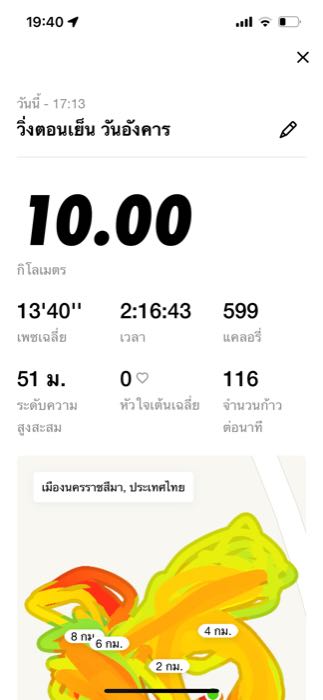 19:40
วันนี้ - 17:13
วิ่งตอนเย็น วันอังคาร
10.00
กิโลเมตร
13'40'' 2:16:43 599
เพซเฉลี่ย เวลา แคลอรี่
51 ม. 0 116
ระดับความ หัวใจเต้นเฉลี่ย จำนวนก้าว
สูงสะสม ต่อนาที
เมืองนครราชสีมา, ประเทศไทย
4 กม.
8 กม
6 กม.
2 กม.